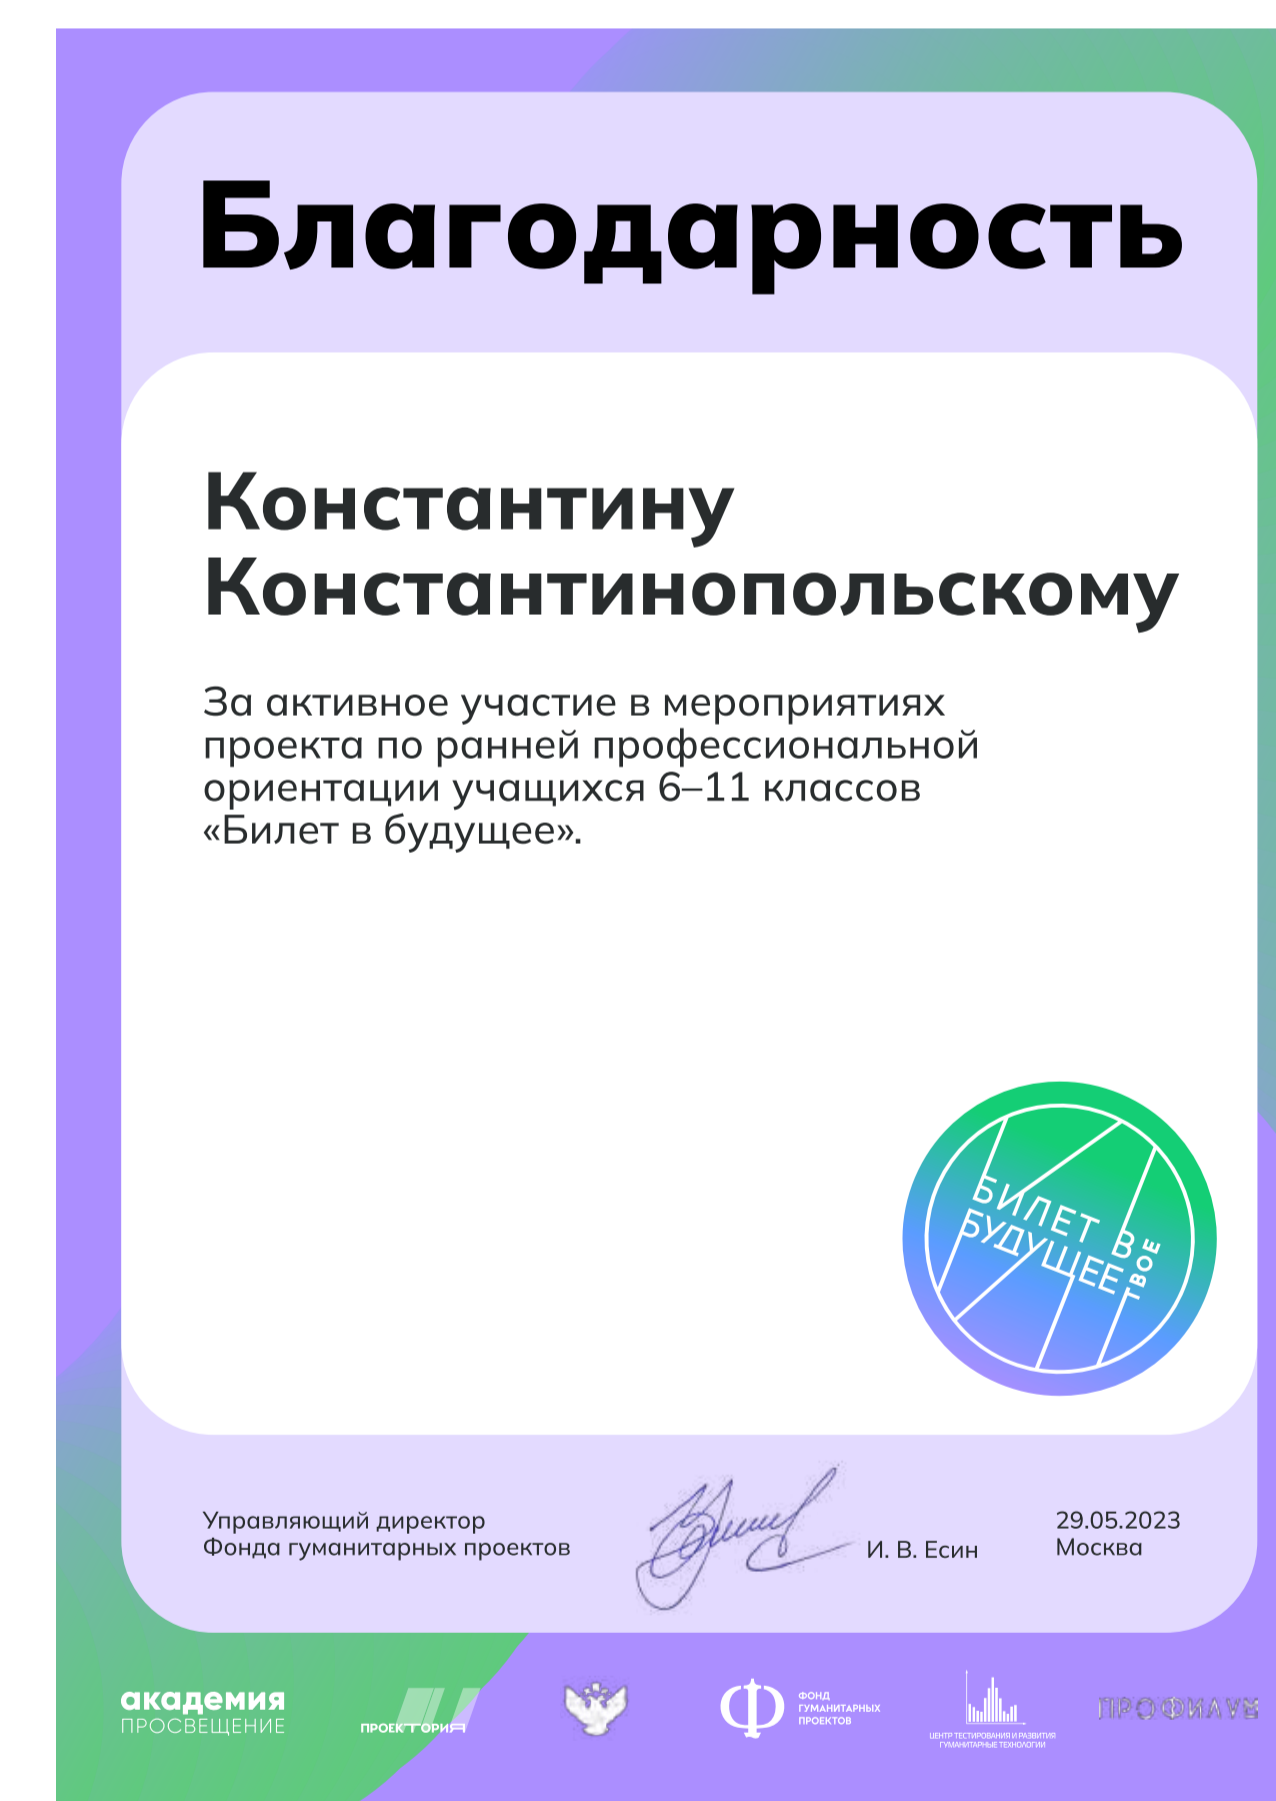 Благодарность
Константину
Константинопольскому
За активное участие в мероприятиях
проекта по ранней профессиональной
ориентации учащихся 6–11 классов
«Билет в будущее».
БИЛЕТ В
БУДУЩЕЕ
ТВОЕ
Управляющий директор
Фонда гуманитарных проектов
И. В. Есин
29.05.2023
Москва
академия
ПРОСВЕЩЕНИЕ
ПРОЕКТОРИЯ
ФОНД
ГУМАНИТАРНЫХ
ПРОЕКТОВ
ЦЕНТР ТЕСТИРОВАНИЯ И РАЗВИТИЯ
ГУМАНИТАРНЫЕ ТЕХНОЛОГИИ